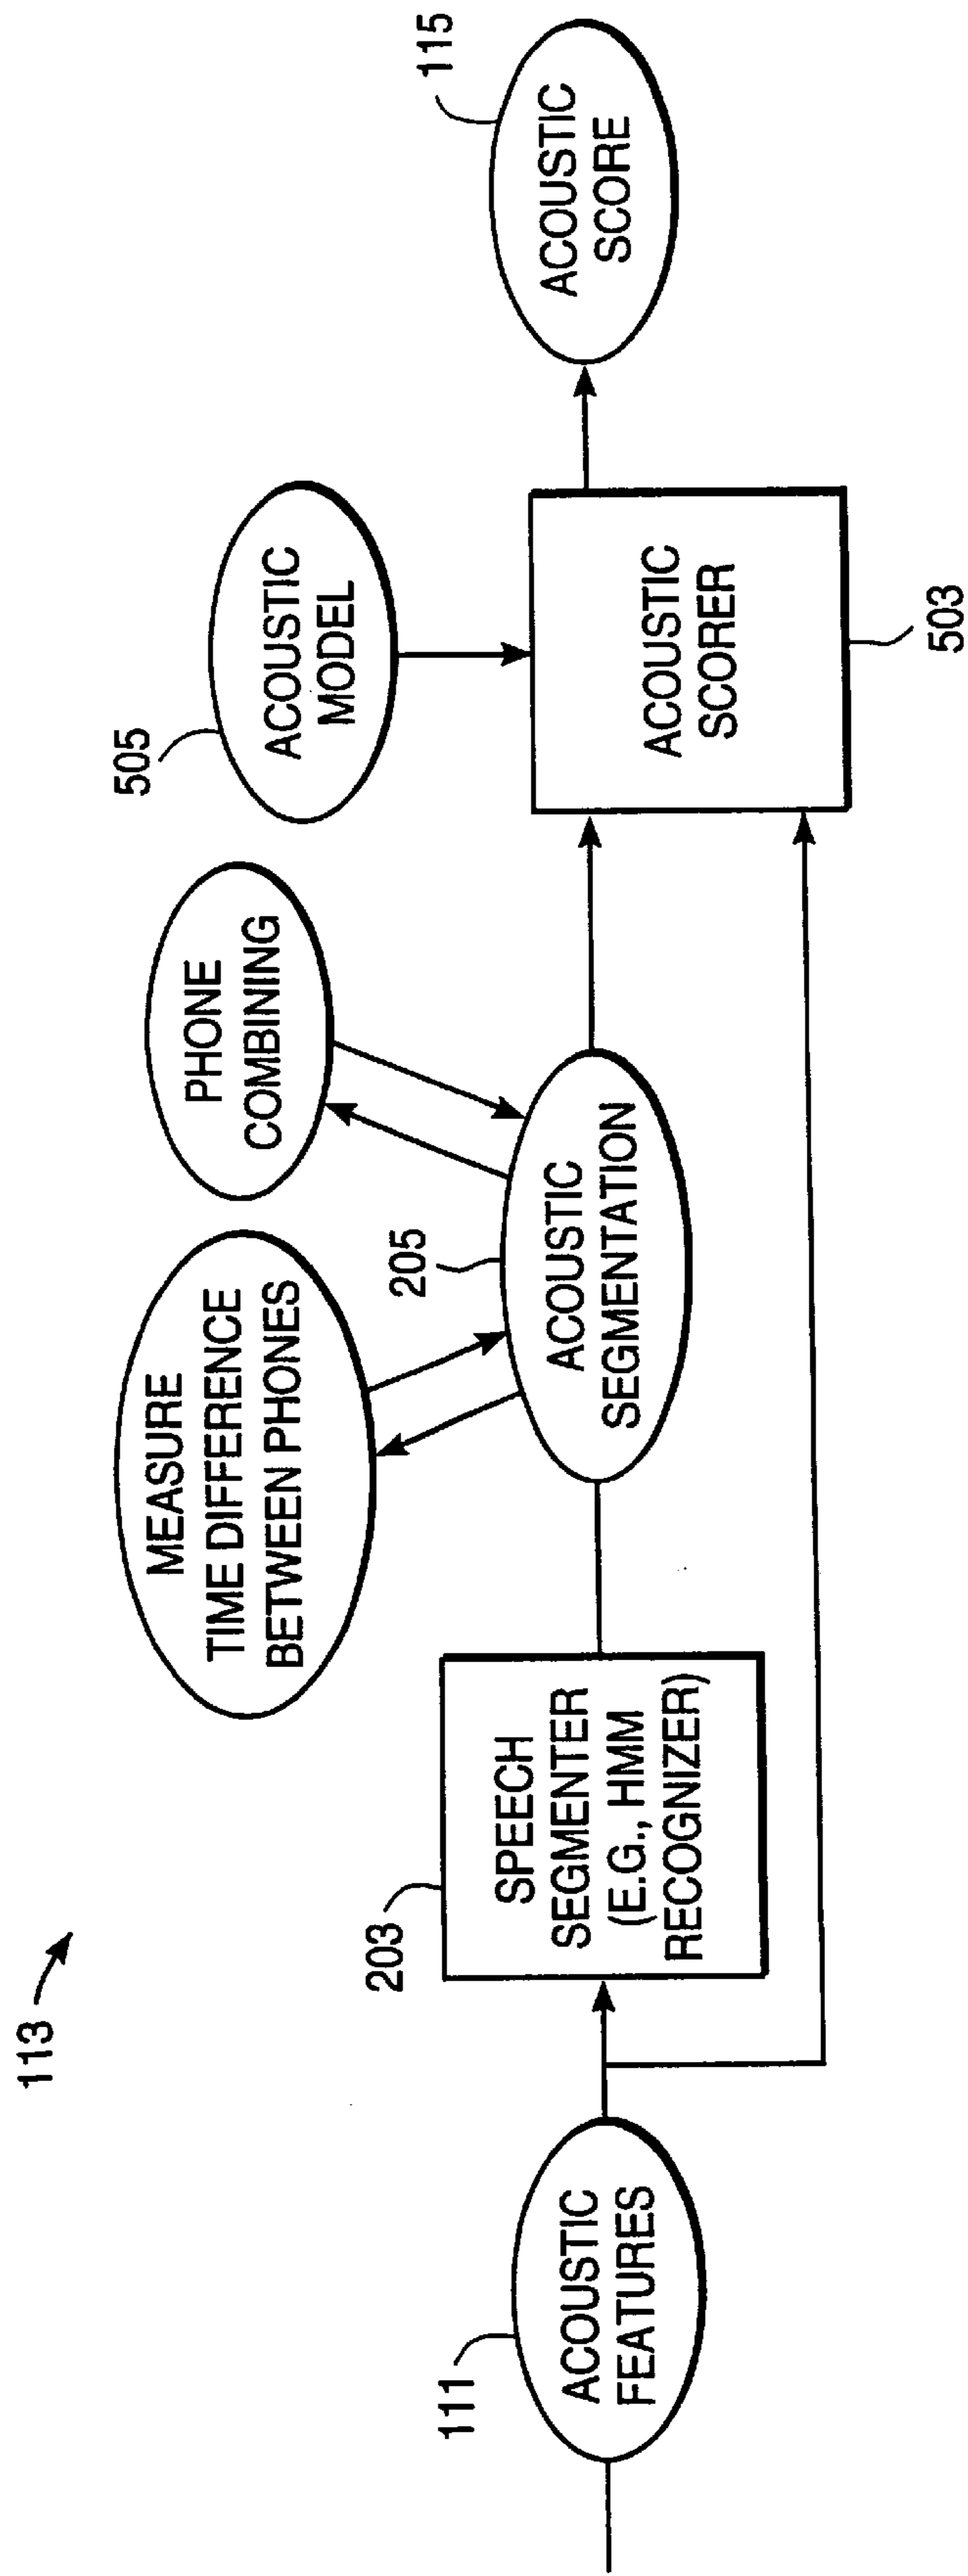 113
111
ACOUSTIC
FEATURES
203
SPEECH
SEGMENTER
(E.G., HMM
RECOGNIZER)
MEASURE
TIME DIFFERENCE
BETWEEN PHONES
205
ACOUSTIC
SEGMENTATION
PHONE
COMBINING
505
ACOUSTIC
MODEL
ACOUSTIC
SCORER
503
115
ACOUSTIC
SCORE